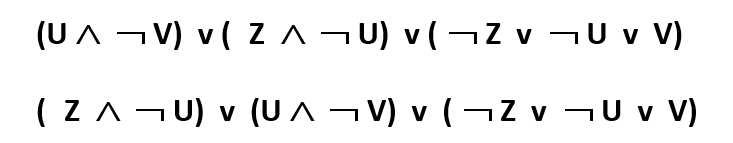 (U ∧ ¬V) v ( Z ∧ ¬U) v ( ¬Z v ¬U v V)
( Z ∧ ¬U) v (U ∧ ¬V) v ( ¬Z v ¬U v V)